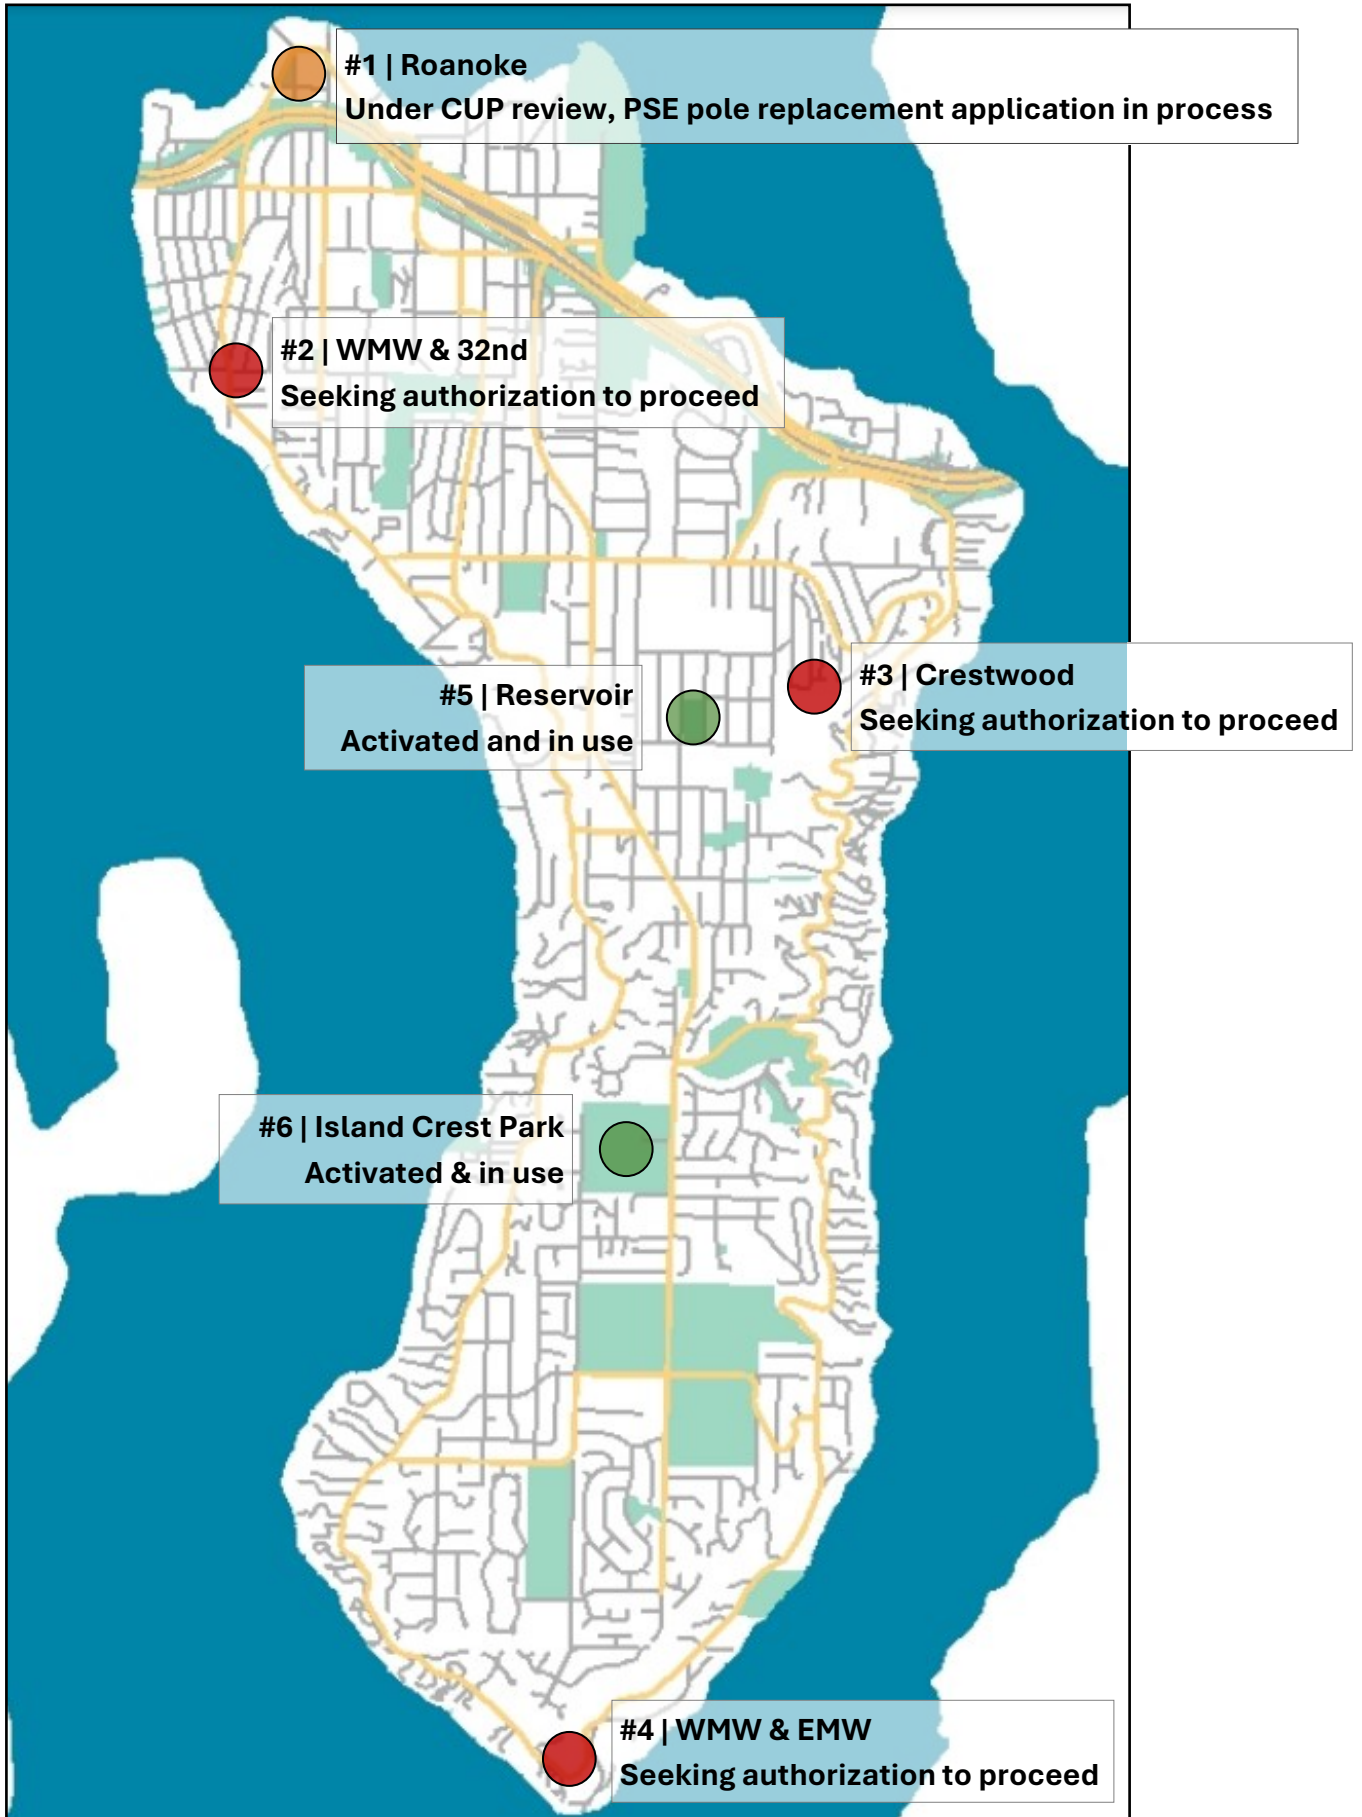 #1 | Roanoke
Under CUP review, PSE pole replacement application in process
#2 | WMW & 32nd
Seeking authorization to proceed
#3 | Crestwood
Seeking authorization to proceed
#5 | Reservoir
Activated and in use
#6 | Island Crest Park
Activated & in use
#4 | WMW & EMW
Seeking authorization to proceed